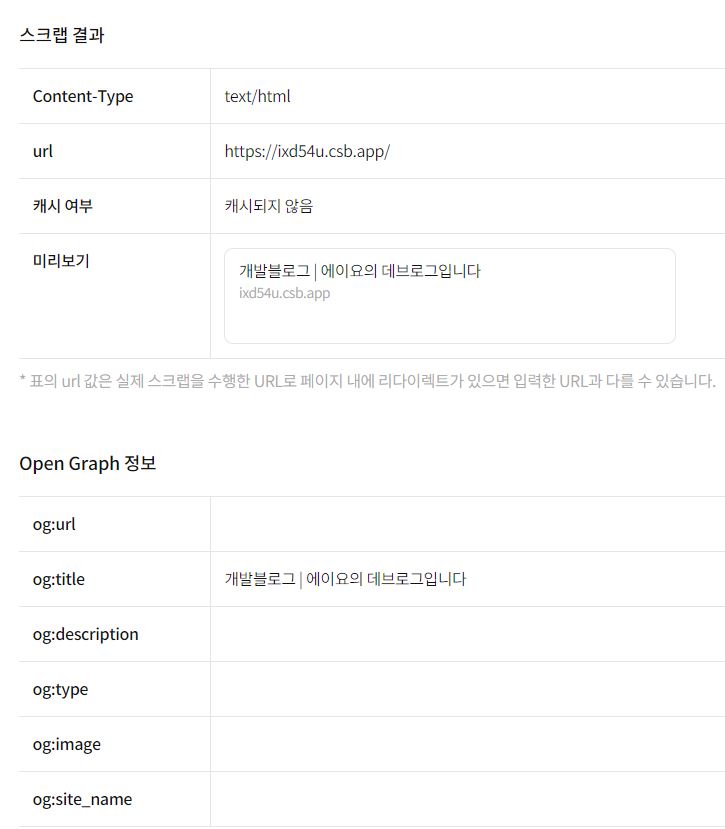 스크랩 결과
Content-Type text/html
url https://ixd54u.csb.app/
캐시 여부 캐시되지 않음
미리보기 개발블로그 | 에이요의 데브로그입니다
ixd54u.csb.app
* 표의 url 값은 실제 스크랩을 수행한 URL로 페이지 내에 리다이렉트가 있으면 입력한 URL과 다를 수 있습니다.
Open Graph 정보
og:url
og:title 개발블로그 | 에이요의 데브로그입니다
og:description
og:type
og:image
og:site_name